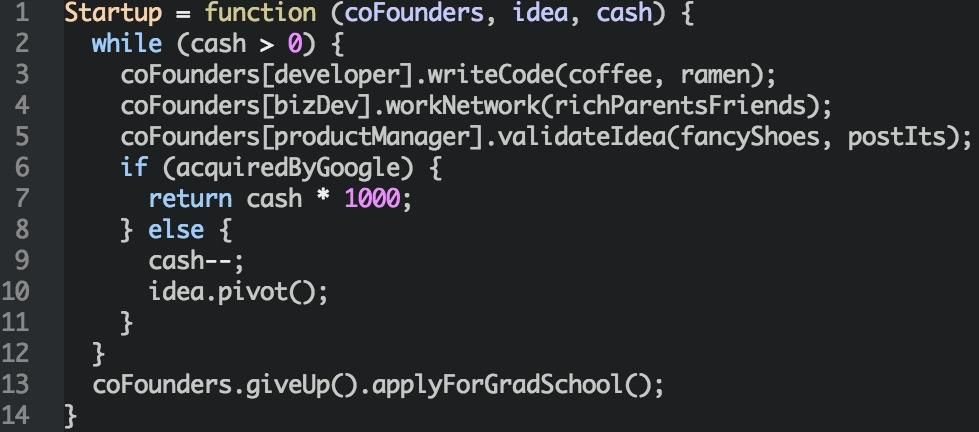 1 Startup = function (coFounders, idea, cash) {
2   while (cash > 0) {
3     coFounders[developer].writeCode(coffee, ramen);
4     coFounders[bizDev].workNetwork(richParentsFriends);
5     coFounders[productManager].validateIdea(fancyShoes, postIts);
6     if (acquiredByGoogle) {
7       return cash * 1000;
8     } else {
9       cash--;
10       idea.pivot();
11     }
12   }
13   coFounders.giveUp().applyForGradSchool();
14 }